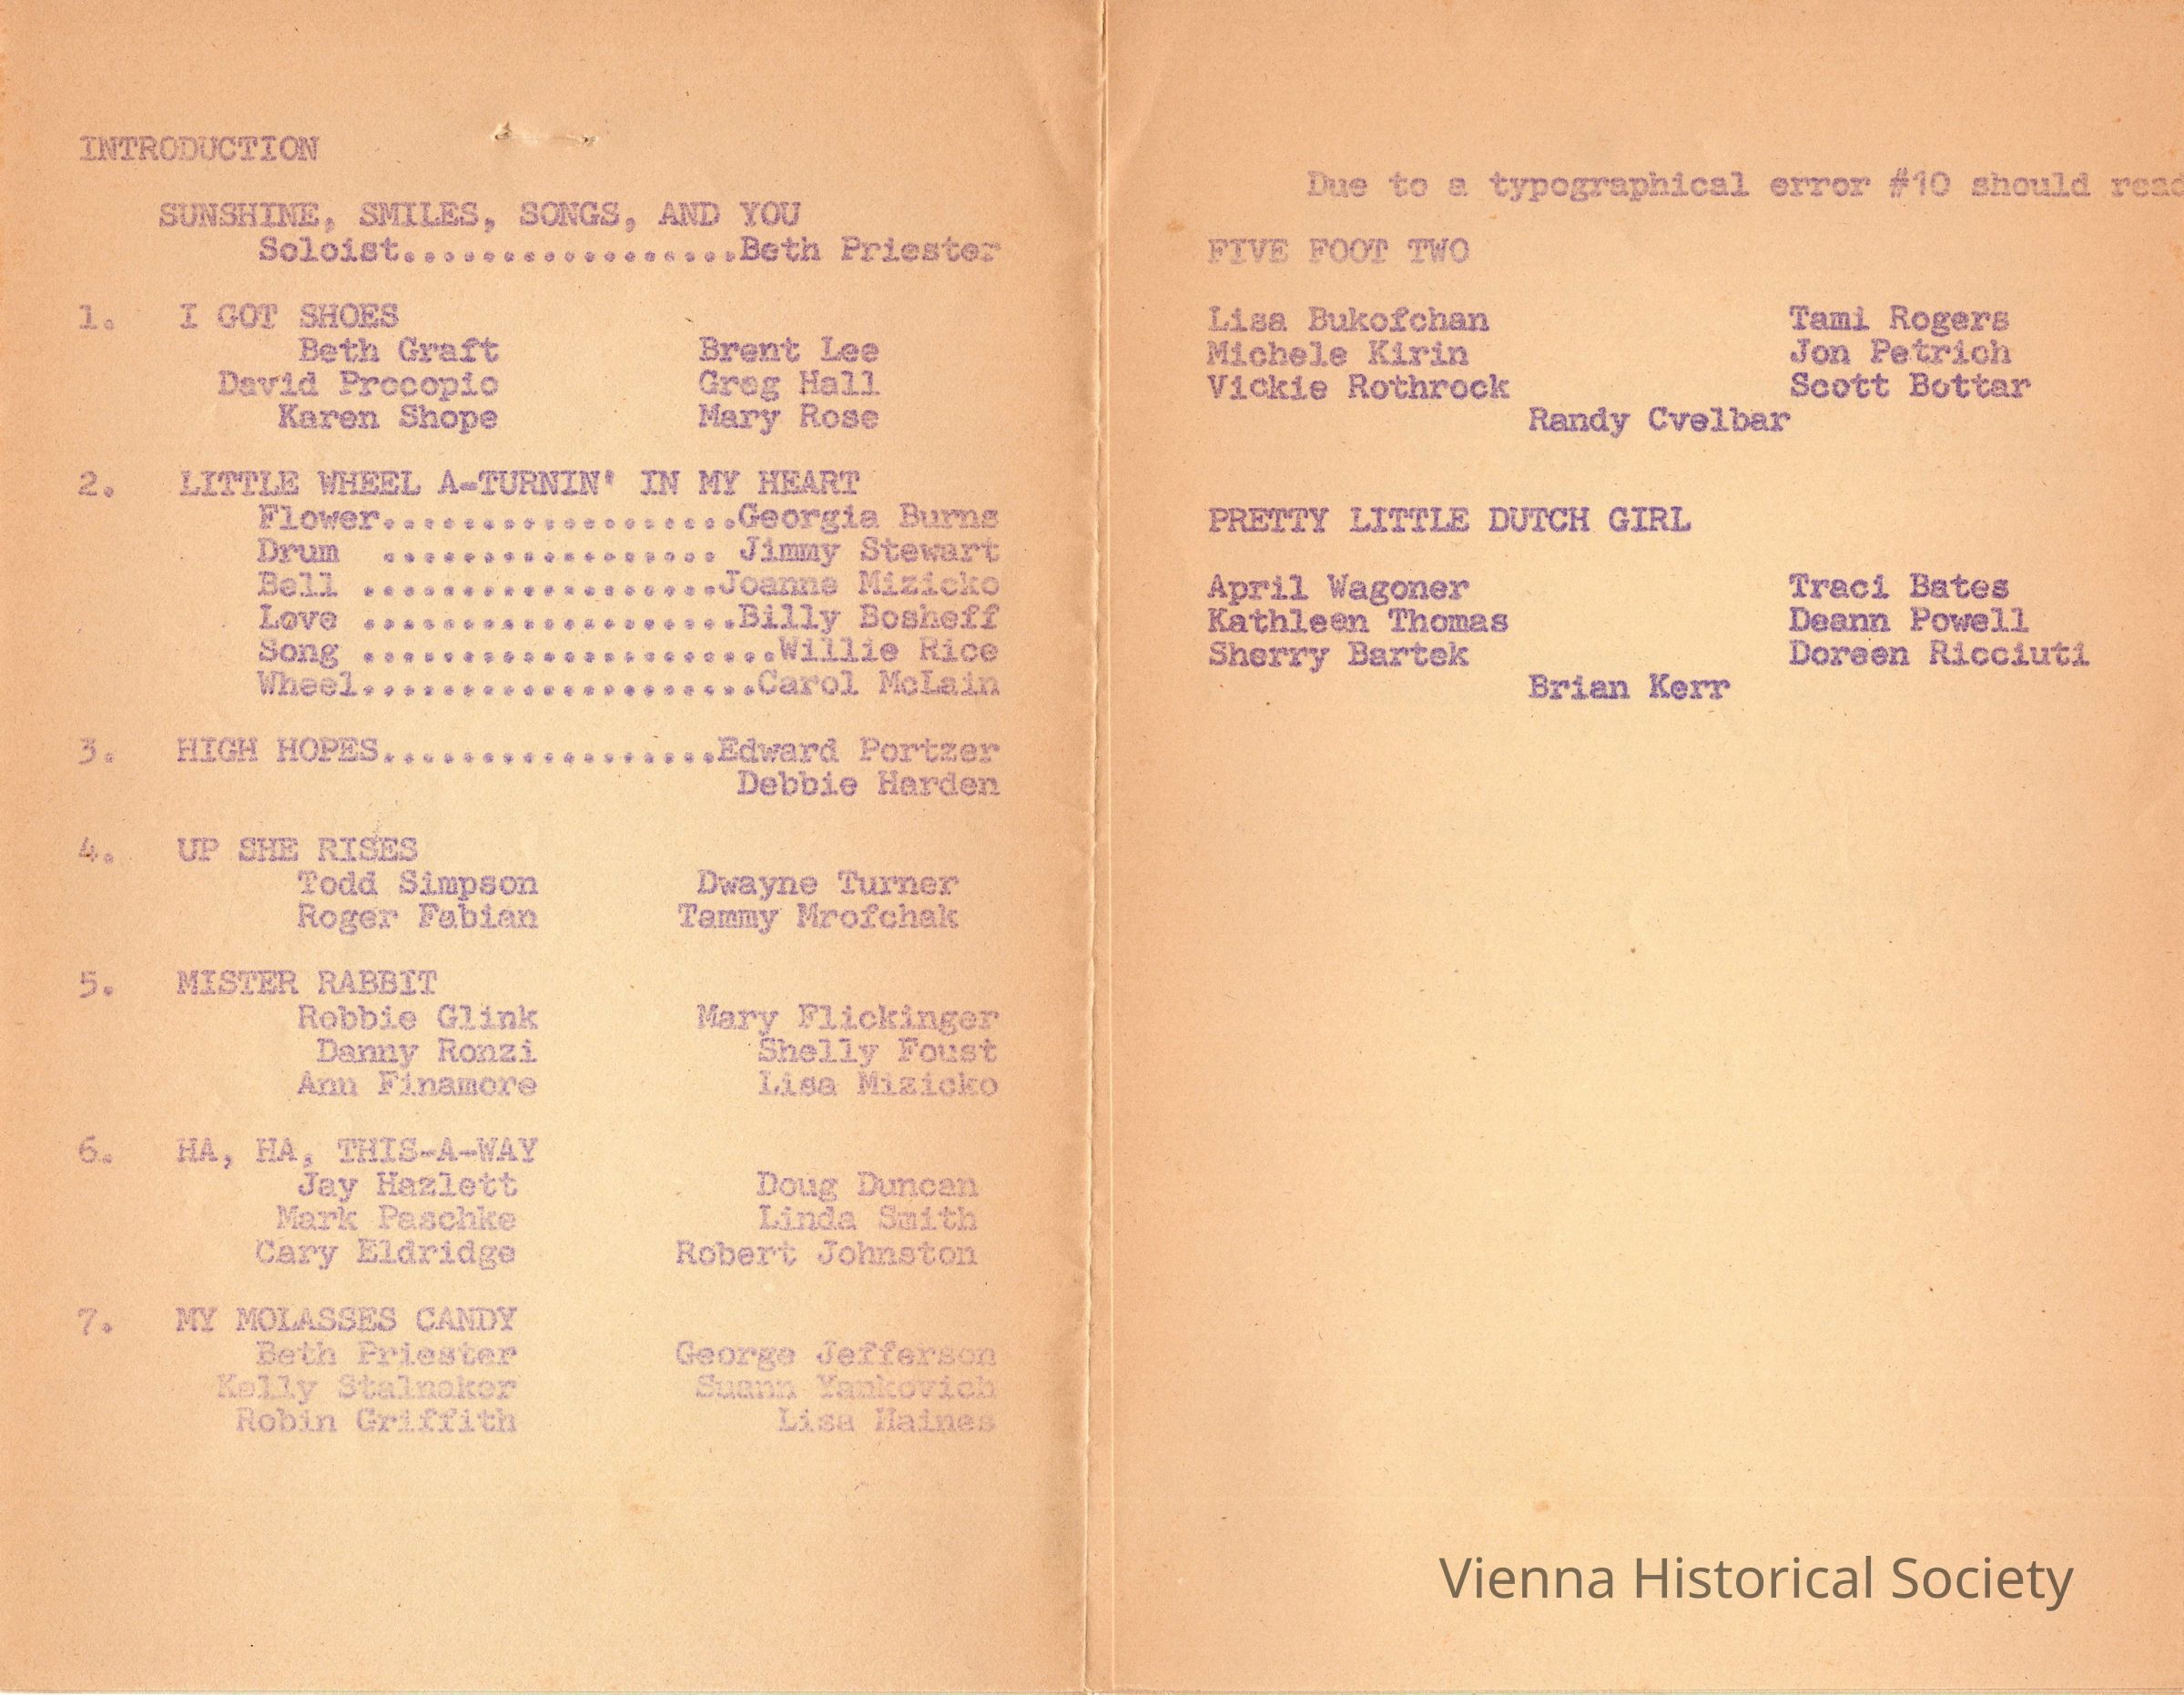 INTRODUCTION
SUNSHINE, SMILES, SONGS, AND YOU
Soloist.................Beth Priester
1. I GOT SHOES
Beth Graft Brent Lee
David Procopio Greg Hall
Karen Shope Mary Rose
2. LITTLE WHEEL A-TURNIN' IN MY HEART
Flower..................Georgia Burns
Drum ................. Jimmy Stewart
Bell ..................Joanne Mizicko
Love ...................Billy Bosheff
Song .....................Willie Rice
Wheel....................Carol McLain
3. HIGH HOPES.................Edward Portzer
Debbie Harden
4. UP SHE RISES
Todd Simpson Dwayne Turner
Roger Fabian Tammy Mrofchak
5. MISTER RABBIT
Robbie Glink Mary Flickinger
Danny Ronzi Shelly Foust
Ann Finamore Lisa Mizicko
6. HA, HA, THIS-A-WAY
Jay Hazlett Doug Duncan
Mark Paschke Linda Smith
Cary Eldridge Robert Johnston
7. MY MOLASSES CANDY
Beth Priester George Jefferson
Kelly Stalnaker Suann Yankovich
Robin Griffith Lisa Haines
Due to a typographical error #10 should read
FIVE FOOT TWO
Lisa Bukofchan Tami Rogers
Michele Kirin Jon Petrich
Vickie Rothrock Scott Bottar
Randy Cvelbar
PRETTY LITTLE DUTCH GIRL
April Wagoner Traci Bates
Kathleen Thomas Deann Powell
Sherry Bartek Doreen Ricciuti
Brian Kerr
Vienna Historical Society